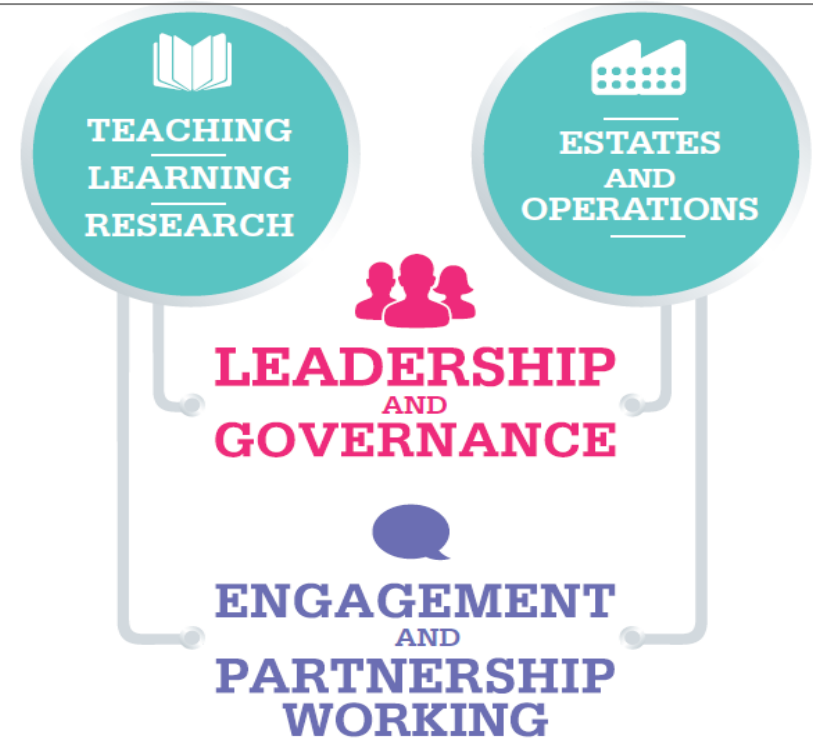 TEACHING
LEARNING
RESEARCH
ESTATES
AND
OPERATIONS
LEADERSHIP
AND
GOVERNANCE
ENGAGEMENT
AND
PARTNERSHIP
WORKING